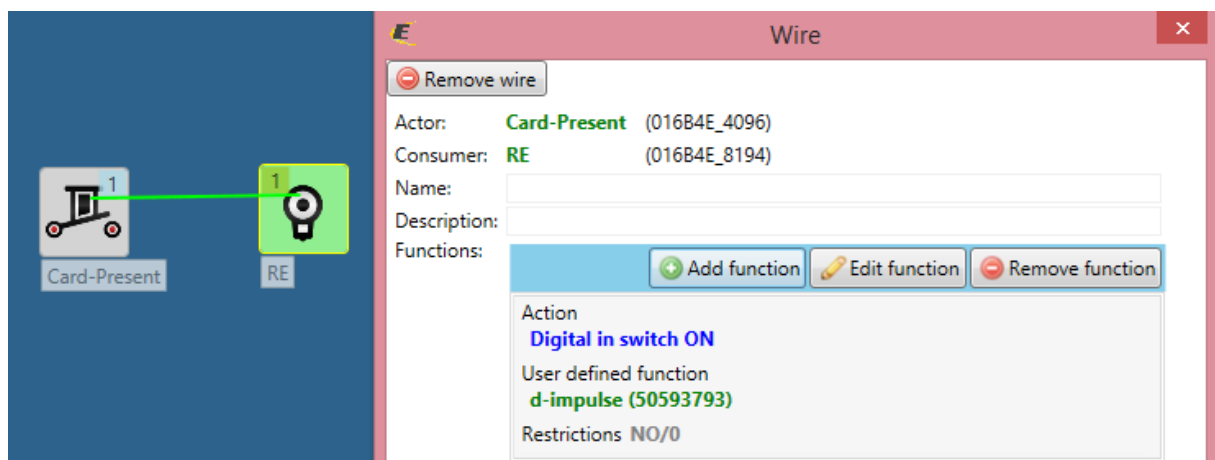 E
Wire
Remove wire
Actor: Card-Present (016B4E_4096)
Consumer: RE (016B4E_8194)
Name:
Description:
Functions:
Add function Edit function Remove function
Action
Digital in switch ON
User defined function
d-impulse (50593793)
Restrictions NO/0
1
1
Card-Present
RE